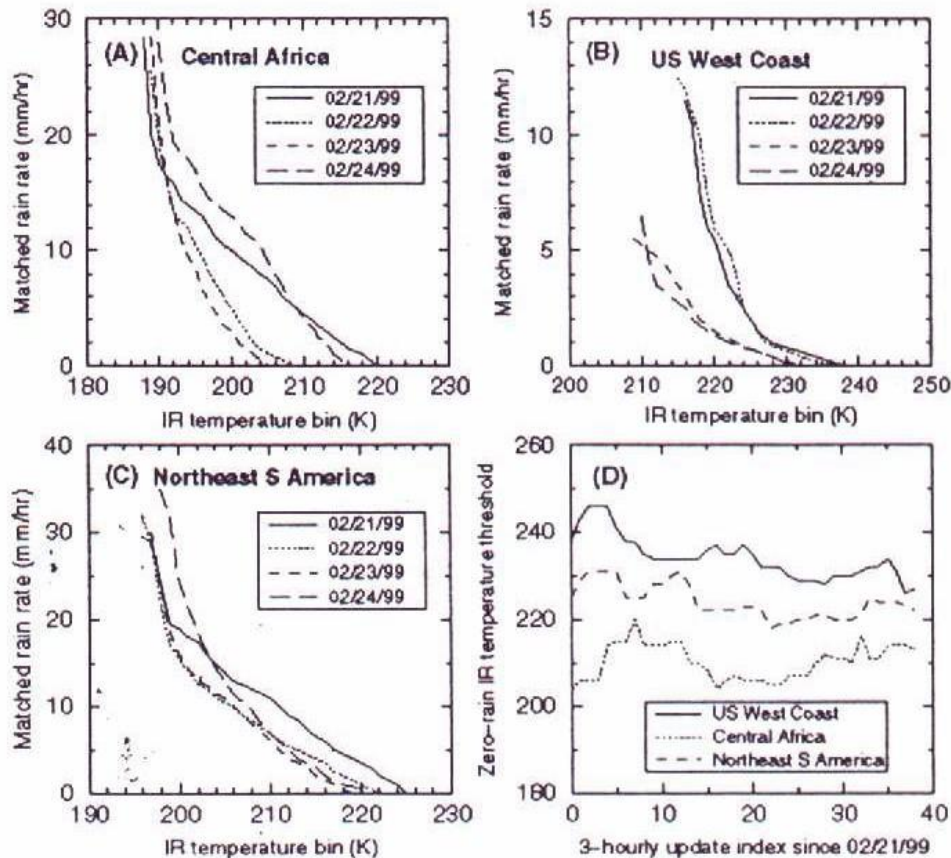 (A) Central Africa
02/21/99
02/22/99
02/23/99
02/24/99
30
20
10
0
180 190 200 210 220 230
Matched rain rate (mm/hr)
IR temperature bin (K)
(B) US West Coast
02/21/99
02/22/99
02/23/99
02/24/99
15
10
5
0
200 210 220 230 240 250
Matched rain rate (mm/hr)
IR temperature bin (K)
(C) Northeast S America
02/21/99
02/22/99
02/23/99
02/24/99
40
30
20
10
0
190 200 210 220 230
Matched rain rate (mm/hr)
IR temperature bin (K)
(D)
260
240
220
200
180
0 10 20 30 40
US West Coast
Central Africa
Northeast S America
Zero-rain IR temperature threshold
3-hourly update index since 02/21/99